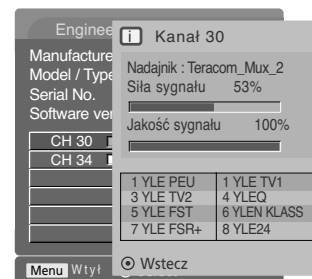 Engine
Manufacture
Model / Type
Serial No.
Software ver
CH 30
CH 34
Menu Wtył
i Kanał 30
Nadajnik : Teracom_Mux_2
Siła sygnału 53%
Jakość sygnału 100%
1 YLE PEU 1 YLE TV1
3 YLE TV2 4 YLEQ
5 YLE FST 6 YLEN KLASS
7 YLE FSR+ 8 YLE24
Wstecz